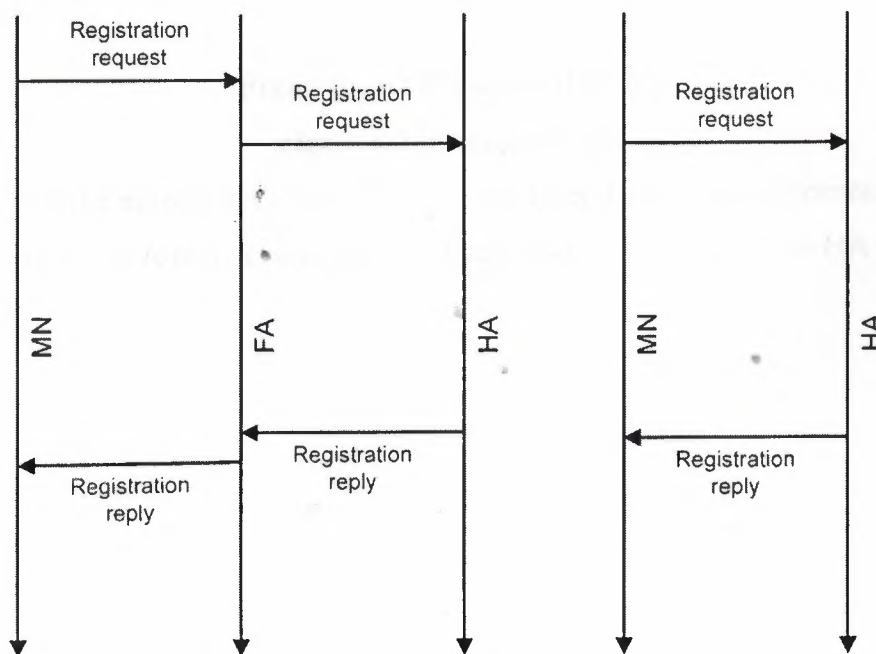 Registration
request
Registration
request
Registration
request
MN
FA
HA
MN
HA
Registration
reply
Registration
reply
Registration
reply